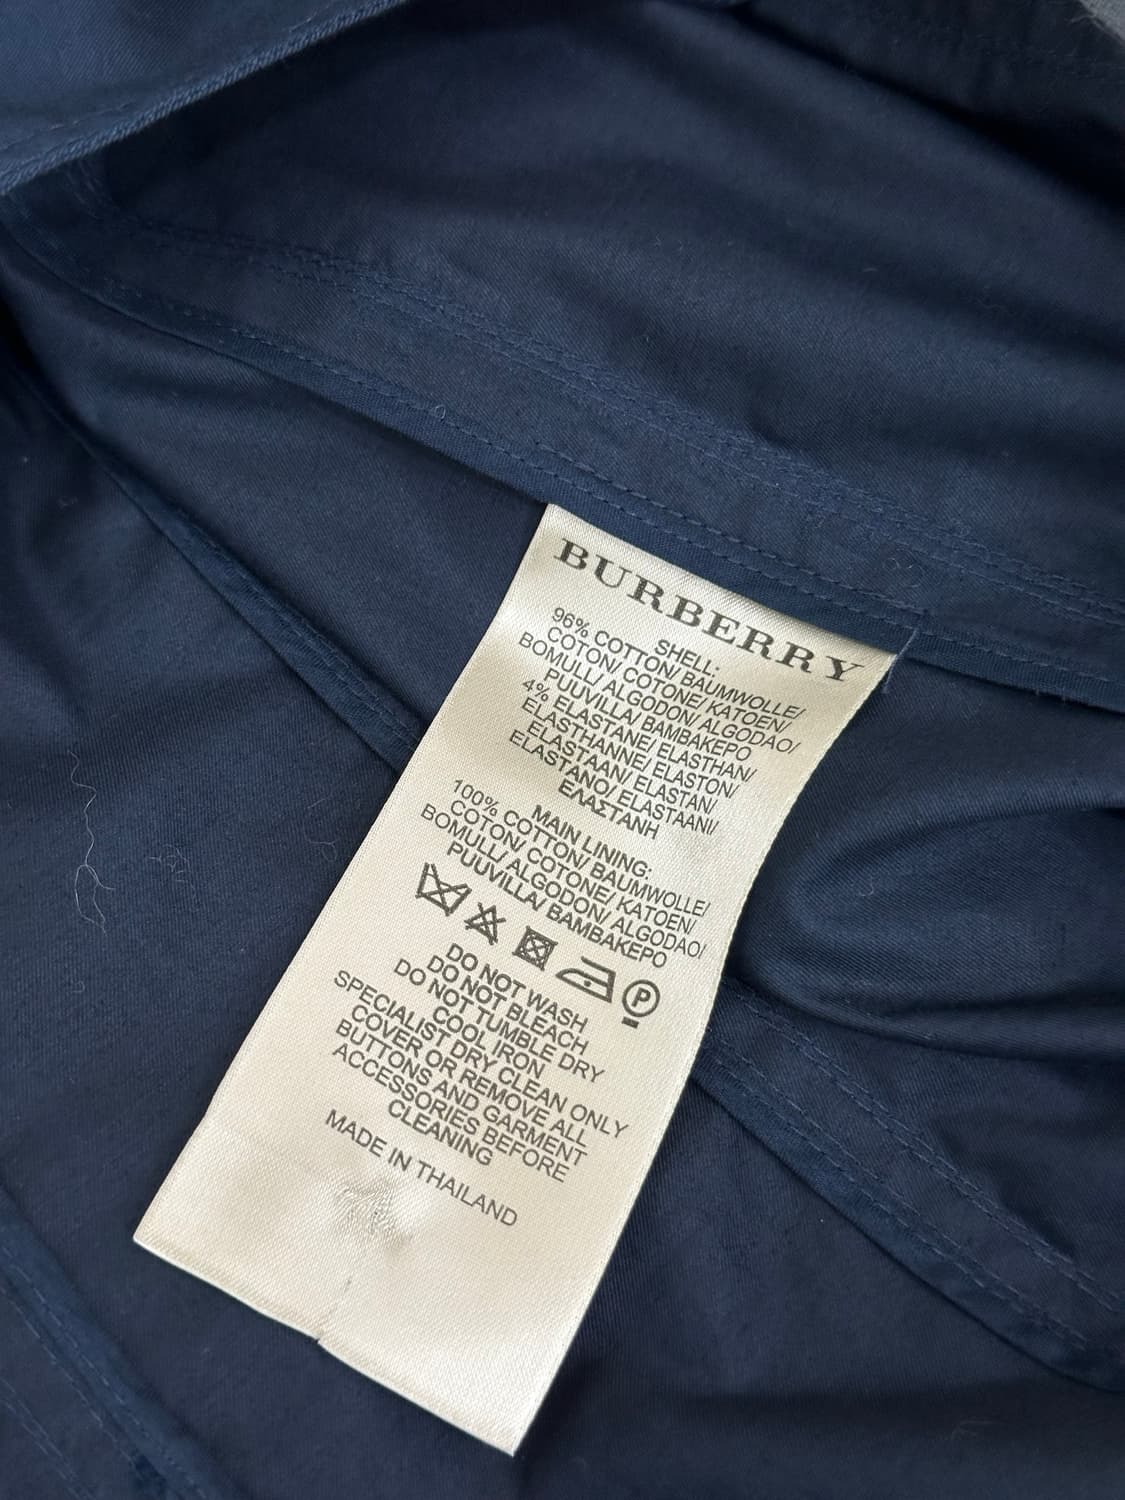 BURBERRY
SHELL:
96% COTTON/ BAUMWOLLE/
COTON/ COTONE/ KATOEN/
BOMULL/ ALGODON/ ALGODAO/
PUUVILLA/ BAMBAKEPO
4% ELASTANE/ ELASTHAN/
ELASTHANNE/ ELASTON/
ELASTAAN/ ELASTAN/
ELASTANO/ ELASTAANI/
ΕΛΑΣΤΑΝΗ
MAIN LINING:
100% COTTON/ BAUMWOLLE/
COTON/ COTONE/ KATOEN/
BOMULL/ ALGODON/ ALGODAO/
PUUVILLA/ BAMBAKEPO
P
DO NOT WASH
DO NOT BLEACH
DO NOT TUMBLE DRY
COOL IRON
SPECIALIST DRY CLEAN ONLY
COVER OR REMOVE ALL
BUTTONS AND GARMENT
ACCESSORIES BEFORE
CLEANING
MADE IN THAILAND